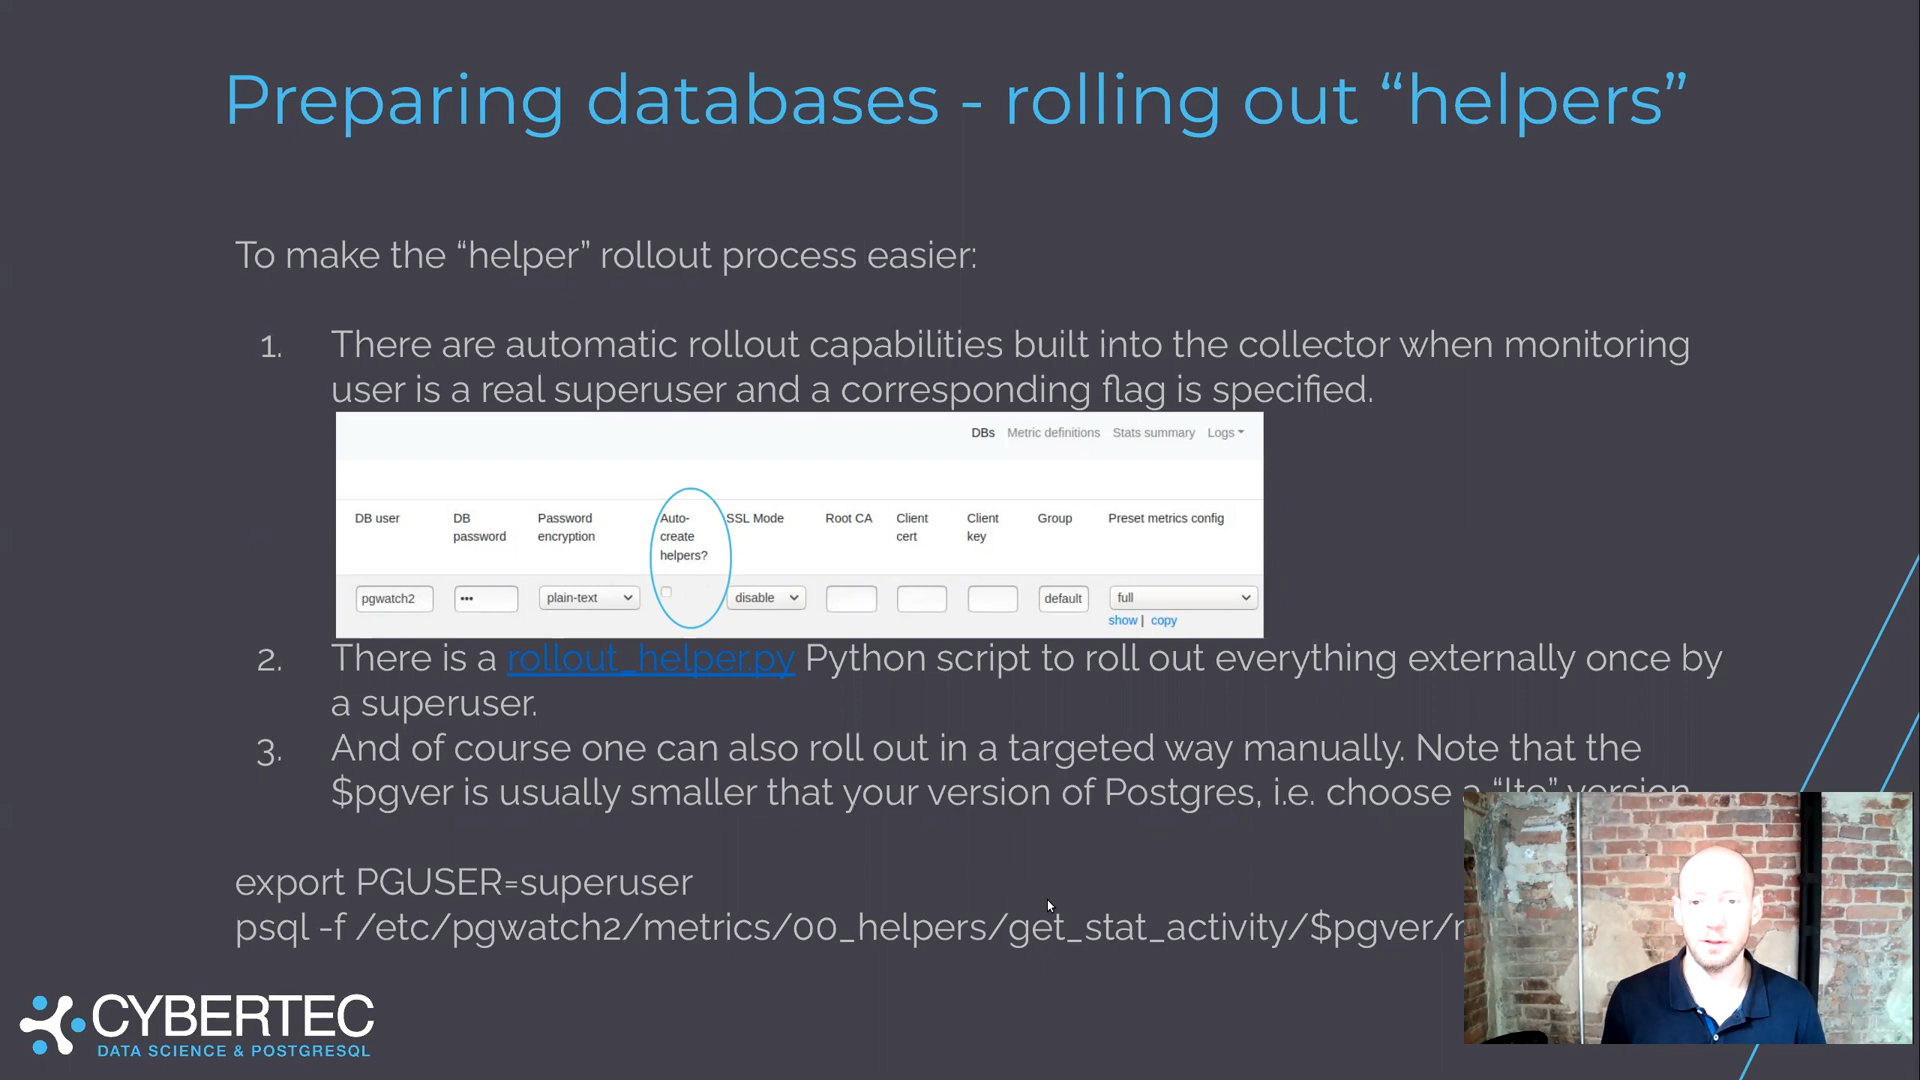 Preparing databases - rolling out “helpers”
To make the “helper” rollout process easier:
1. There are automatic rollout capabilities built into the collector when monitoring
user is a real superuser and a corresponding flag is specified.
DBs Metric definitions Stats summary Logs
DB user DB password Password encryption Auto-create helpers? SSL Mode Root CA Client cert Client key Group Preset metrics config
pgwatch2 ••• plain-text disable default full
show | copy
2. There is a rollout_helper.py Python script to roll out everything externally once by
a superuser.
3. And of course one can also roll out in a targeted way manually. Note that the
$pgver is usually smaller that your version of Postgres, i.e. choose a “lte” version
export PGUSER=superuser
psql -f /etc/pgwatch2/metrics/00_helpers/get_stat_activity/$pgver/
CYBERTEC
DATA SCIENCE & POSTGRESQL